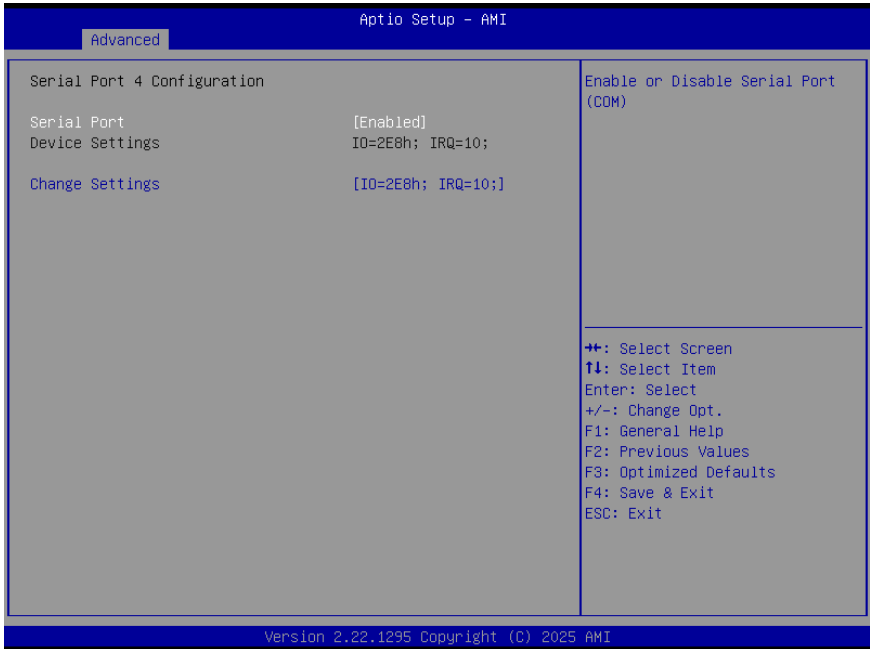 Aptio Setup – AMI
Advanced
Serial Port 4 Configuration
Serial Port [Enabled]
Device Settings IO=2E8h; IRQ=10;
Change Settings [IO=2E8h; IRQ=10;]
Enable or Disable Serial Port
(COM)
→←: Select Screen
↑↓: Select Item
Enter: Select
+/-: Change Opt.
F1: General Help
F2: Previous Values
F3: Optimized Defaults
F4: Save & Exit
ESC: Exit
Version 2.22.1295 Copyright (C) 2025 AMI